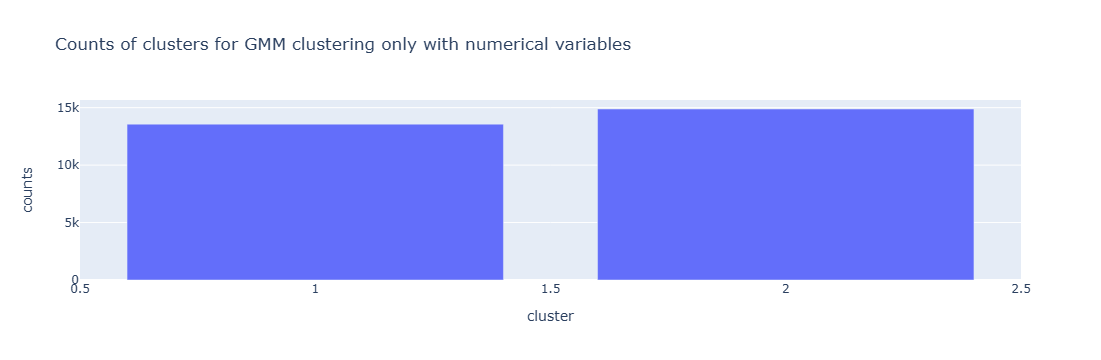 Counts of clusters for GMM clustering only with numerical variables
15k
10k
5k
0
counts
0.5 1 1.5 2 2.5
cluster